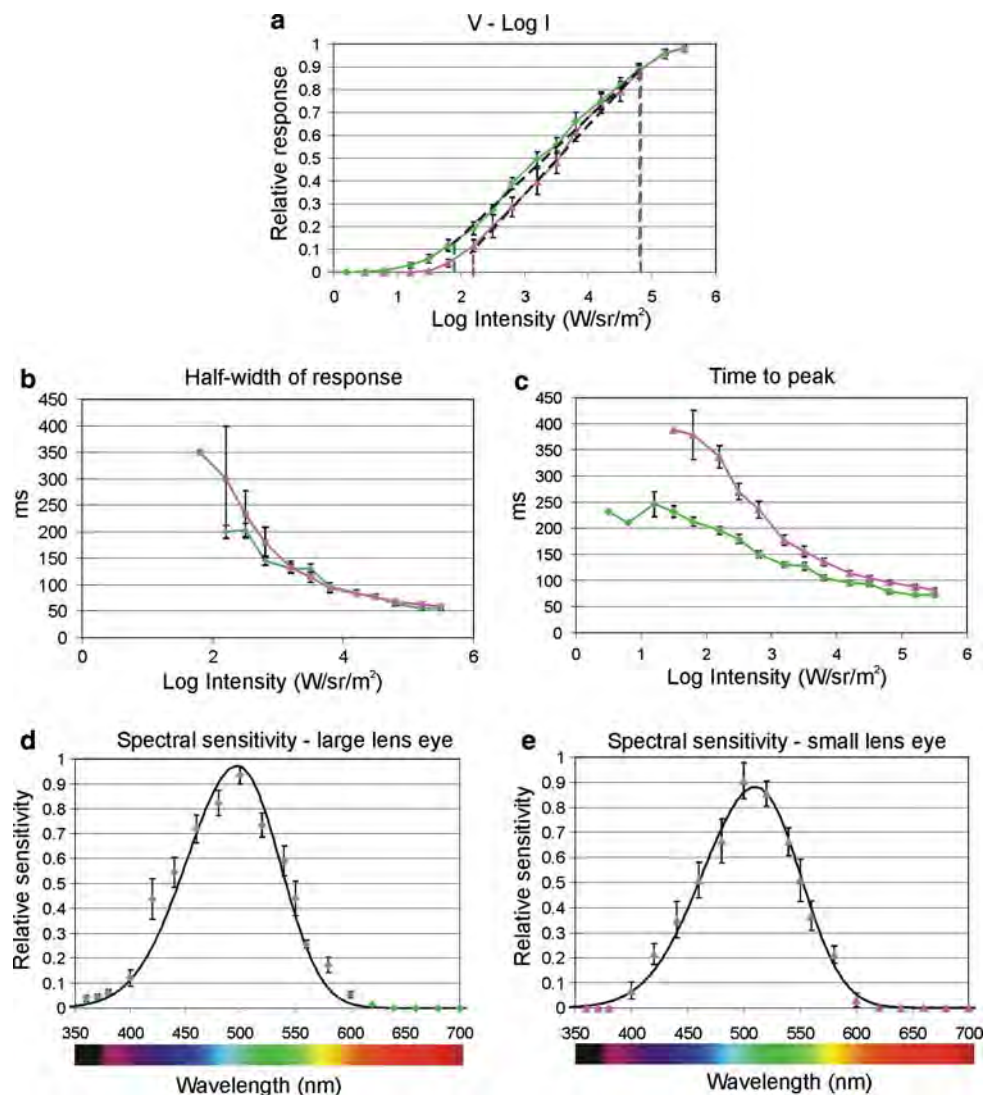 a
V - Log I
1
0.9
0.8
0.7
0.6
0.5
0.4
0.3
0.2
0.1
0
Relative response
0 1 2 3 4 5 6
Log Intensity (W/sr/m²)
b
Half-width of response
450
400
350
300
250
200
150
100
50
0
ms
0 2 4 6
Log Intensity (W/sr/m²)
c
Time to peak
450
400
350
300
250
200
150
100
50
0
ms
0 1 2 3 4 5 6
Log Intensity (W/sr/m²)
d
Spectral sensitivity - large lens eye
1
0.9
0.8
0.7
0.6
0.5
0.4
0.3
0.2
0.1
0
Relative sensitivity
350 400 450 500 550 600 650 700
Wavelength (nm)
e
Spectral sensitivity - small lens eye
1
0.9
0.8
0.7
0.6
0.5
0.4
0.3
0.2
0.1
0
Relative sensitivity
350 400 450 500 550 600 650 700
Wavelength (nm)